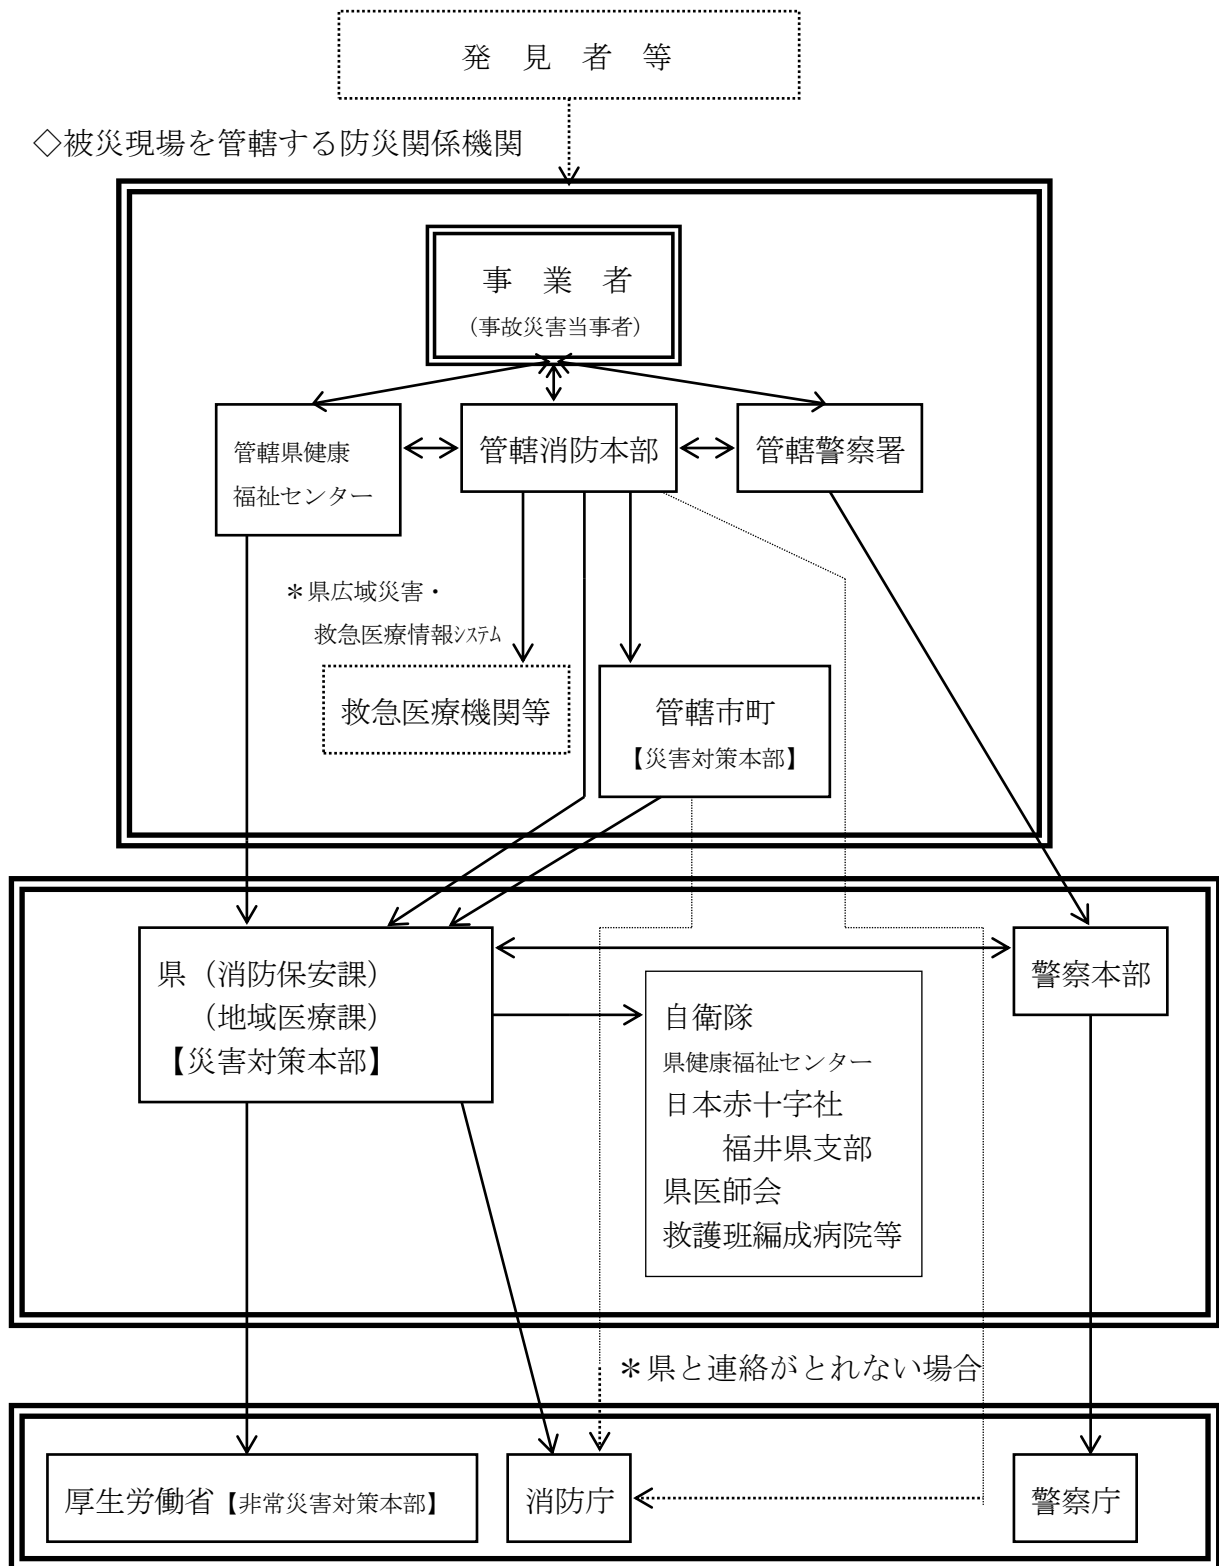 発見者等
◇被災現場を管轄する防災関係機関
事業者
（事故災害当事者）
管轄県健康
福祉センター
管轄消防本部
管轄警察署
＊県広域災害・
救急医療情報ｼｽﾃﾑ
救急医療機関等
管轄市町
【災害対策本部】
県（消防保安課）
（地域医療課）
【災害対策本部】
警察本部
自衛隊
県健康福祉センター
日本赤十字社
福井県支部
県医師会
救護班編成病院等
＊県と連絡がとれない場合
厚生労働省【非常災害対策本部】
消防庁
警察庁